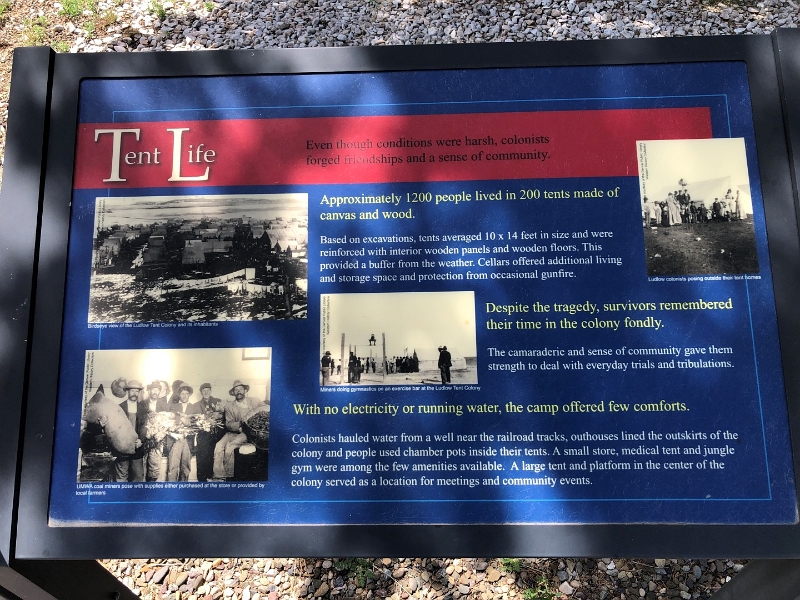 Tent Life
Even though conditions were harsh, colonists
forged friendships and a sense of community.
Approximately 1200 people lived in 200 tents made of
canvas and wood.
Based on excavations, tents averaged 10 x 14 feet in size and were
reinforced with interior wooden panels and wooden floors. This
provided a buffer from the weather. Cellars offered additional living
and storage space and protection from occasional gunfire.
Ludlow colonists posing outside their tent homes
Birdseye view of the Ludlow Tent Colony and its inhabitants
Despite the tragedy, survivors remembered
their time in the colony fondly.
The camaraderie and sense of community gave them
strength to deal with everyday trials and tribulations.
Miners doing gymnastics on an exercise bar at the Ludlow Tent Colony
With no electricity or running water, the camp offered few comforts.
Colonists hauled water from a well near the railroad tracks, outhouses lined the outskirts of the
colony and people used chamber pots inside their tents. A small store, medical tent and jungle
gym were among the few amenities available. A large tent and platform in the center of the
colony served as a location for meetings and community events.
UMWA coal miners pose with supplies either purchased at the store or provided by
local farmers